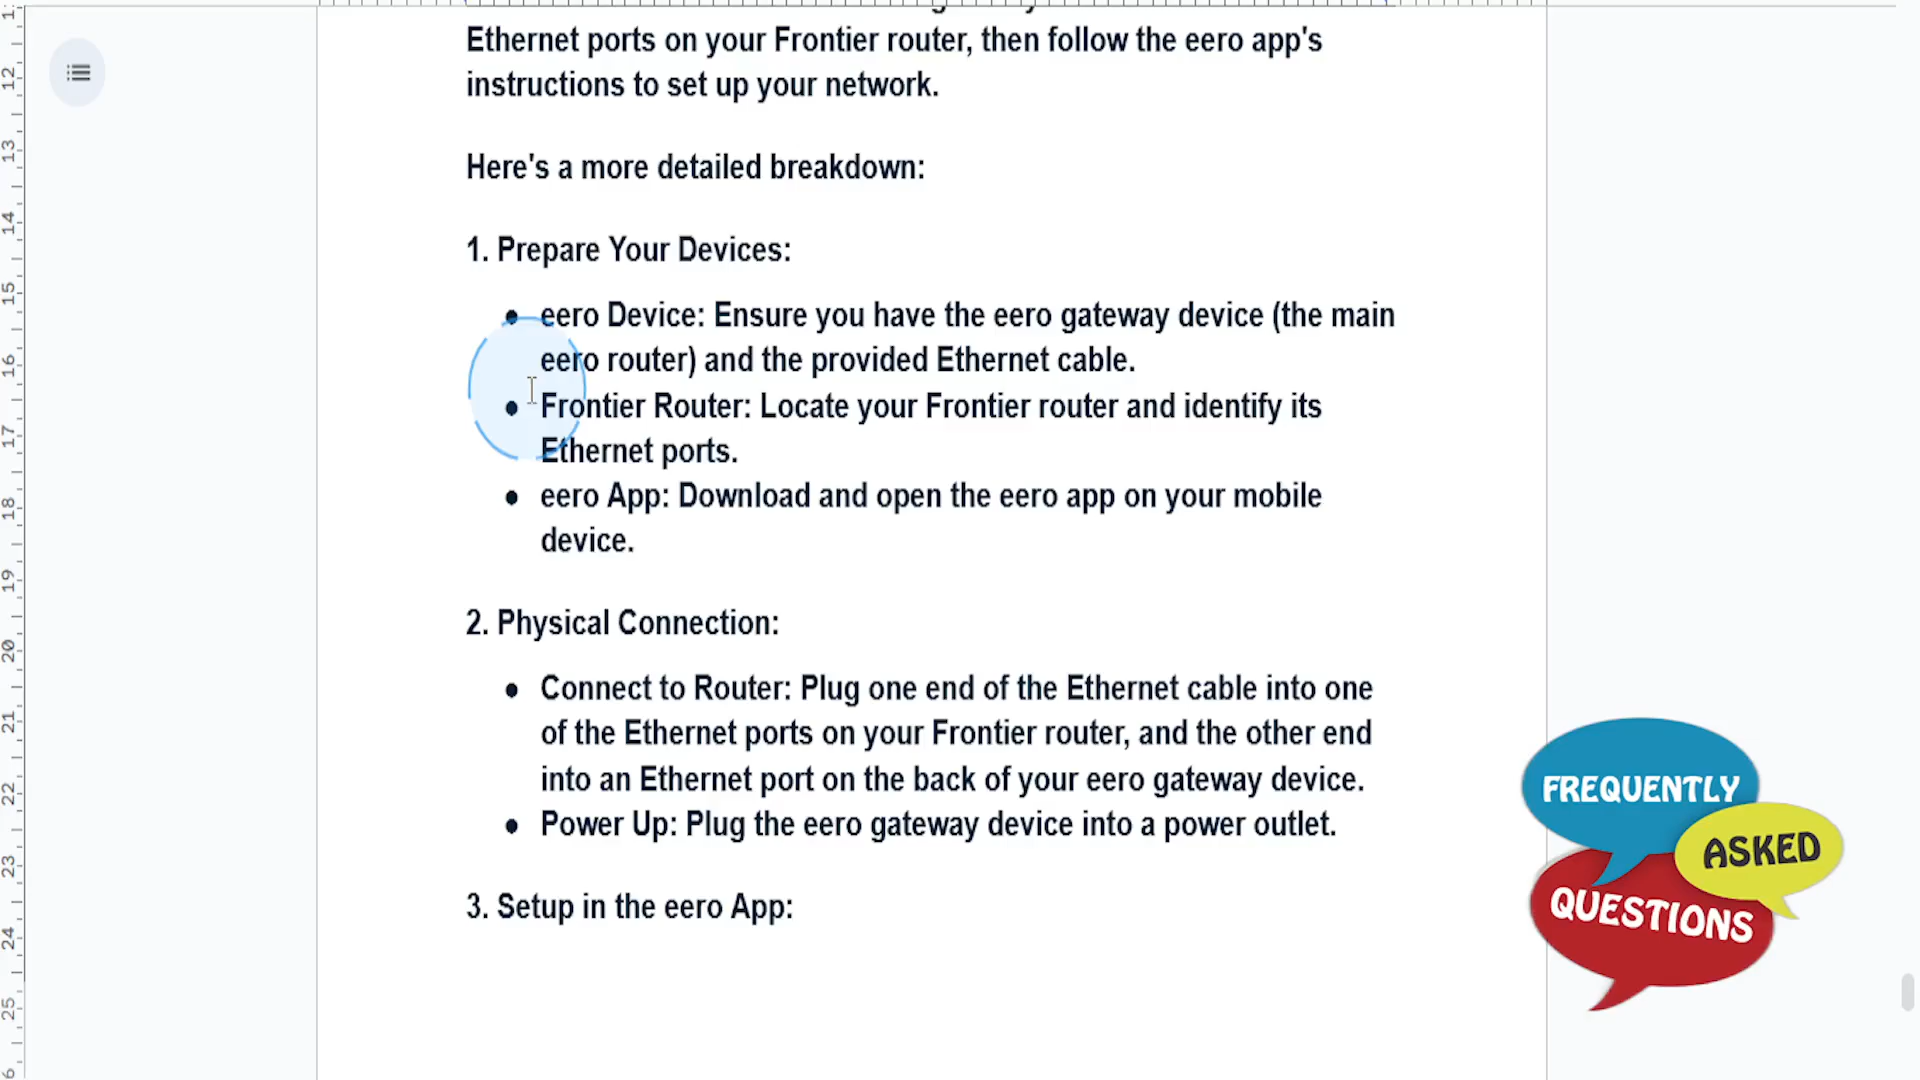 Ethernet ports on your Frontier router, then follow the eero app's
instructions to set up your network.
Here's a more detailed breakdown:
1. Prepare Your Devices:
● eero Device: Ensure you have the eero gateway device (the main
eero router) and the provided Ethernet cable.
● Frontier Router: Locate your Frontier router and identify its
Ethernet ports.
● eero App: Download and open the eero app on your mobile
device.
2. Physical Connection:
● Connect to Router: Plug one end of the Ethernet cable into one
of the Ethernet ports on your Frontier router, and the other end
into an Ethernet port on the back of your eero gateway device.
● Power Up: Plug the eero gateway device into a power outlet.
3. Setup in the eero App:
FREQUENTLY
ASKED
QUESTIONS
12
13
14
15
16
17
18
19
20
21
22
23
24
25